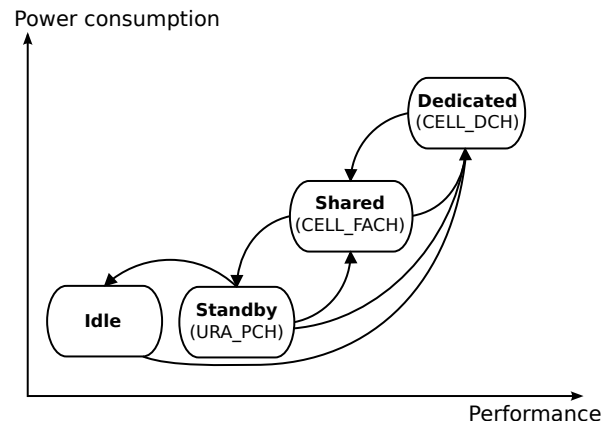 Power consumption
Dedicated
(CELL_DCH)
Shared
(CELL_FACH)
Idle
Standby
(URA_PCH)
Performance